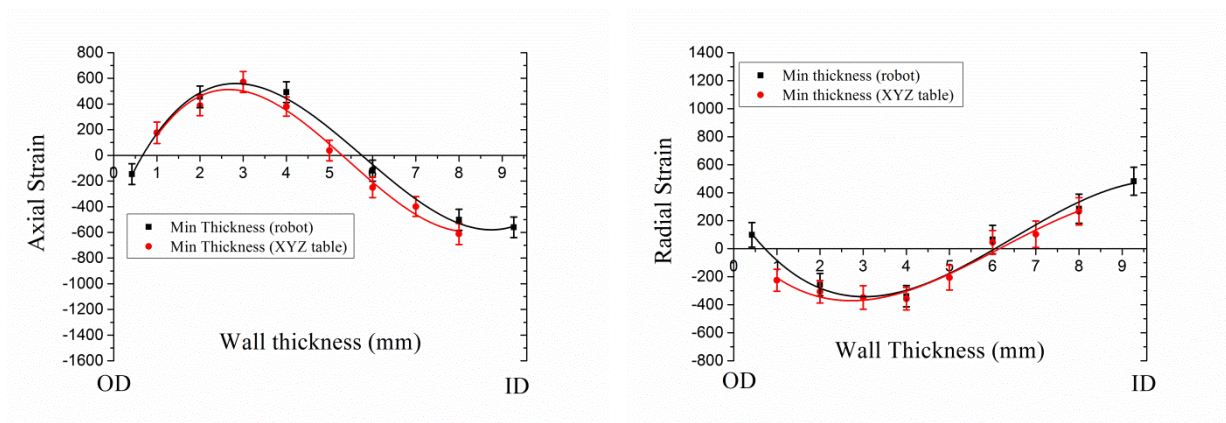 800
600
400
200
0
-200
-400
-600
-800
-1000
-1200
-1400
-1600
0 1 2 3 4 5 6 7 8 9
Axial Strain
Min Thickness (robot)
Min Thickness (XYZ table)
Wall thickness (mm)
OD
ID
1400
1200
1000
800
600
400
200
0
-200
-400
-600
-800
0 1 2 3 4 5 6 7 8 9
Radial Strain
Min thickness (robot)
Min thickness (XYZ table)
Wall Thickness (mm)
OD
ID